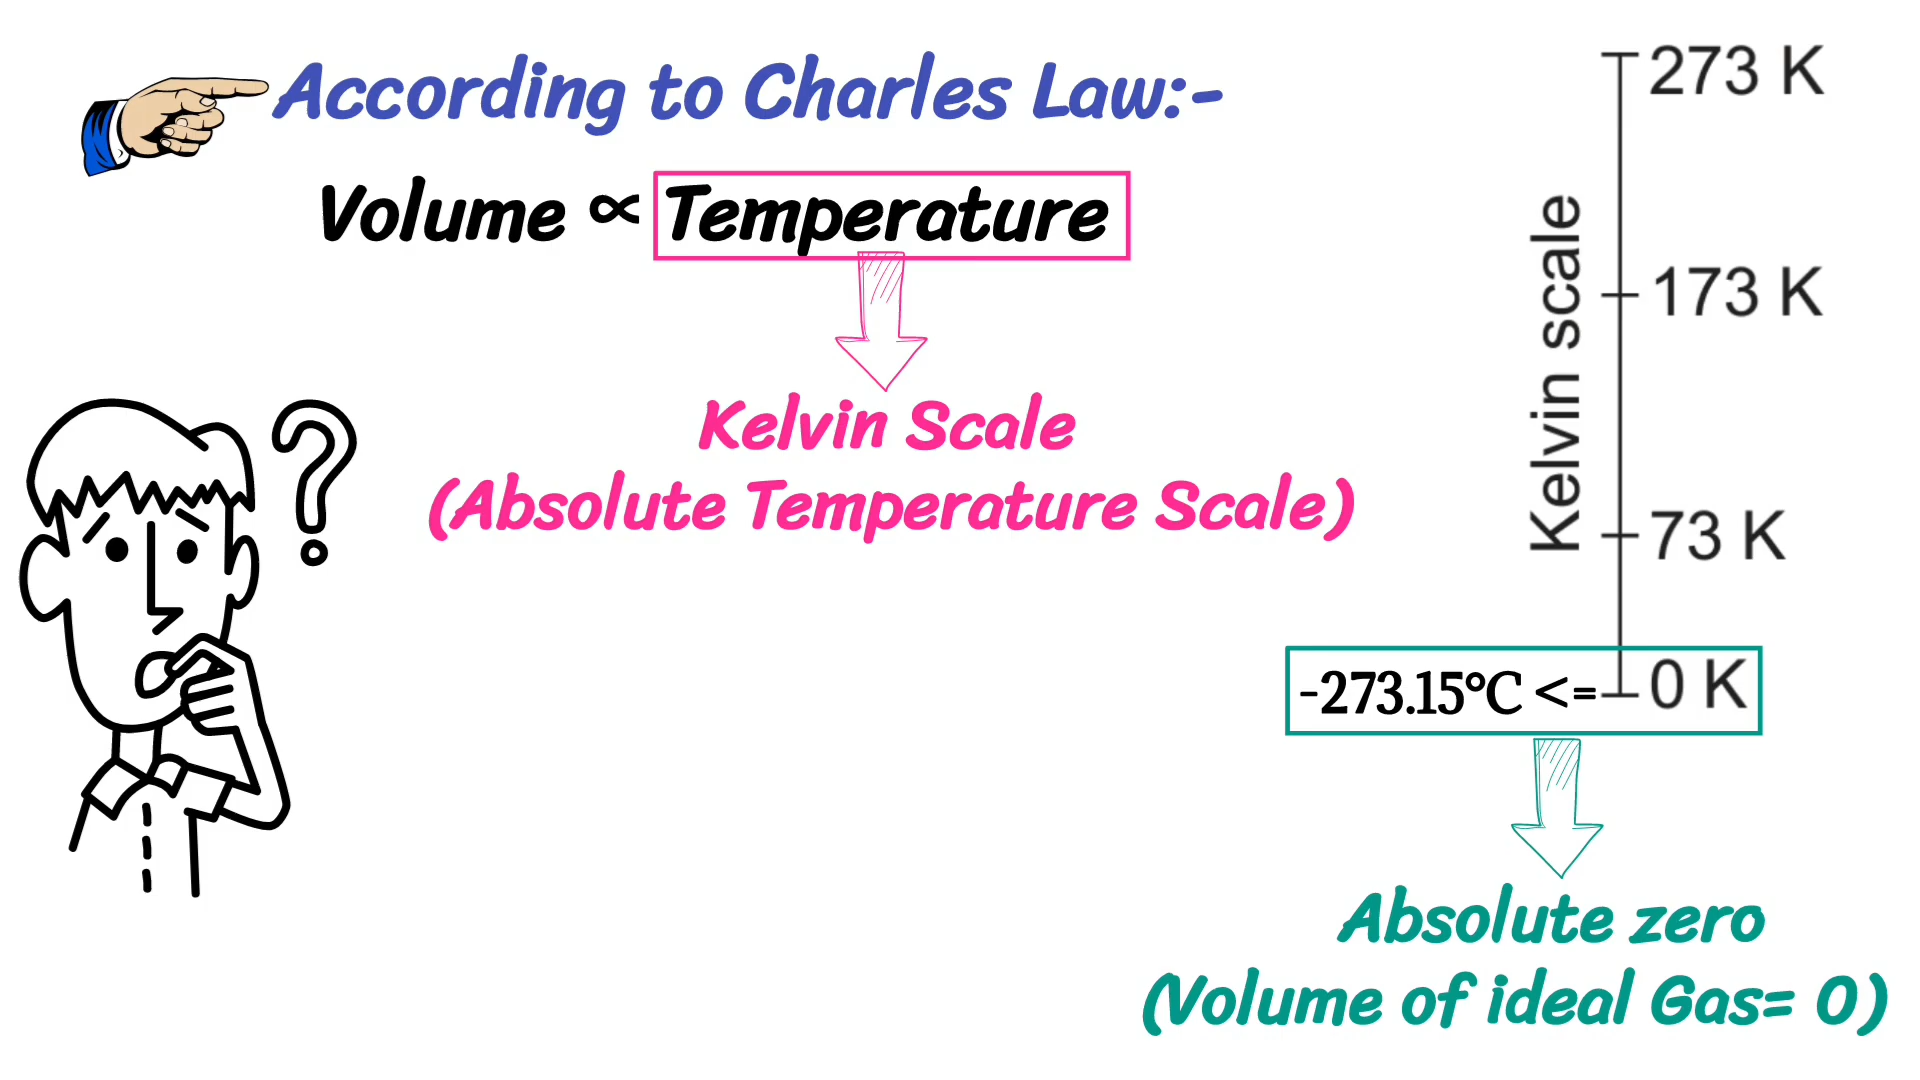 According to Charles Law:-
Volume ∝ Temperature
Kelvin Scale
(Absolute Temperature Scale)
Kelvin scale
273 K
173 K
73 K
-273.15°C <= 0 K
Absolute zero
(Volume of ideal Gas= 0)
?